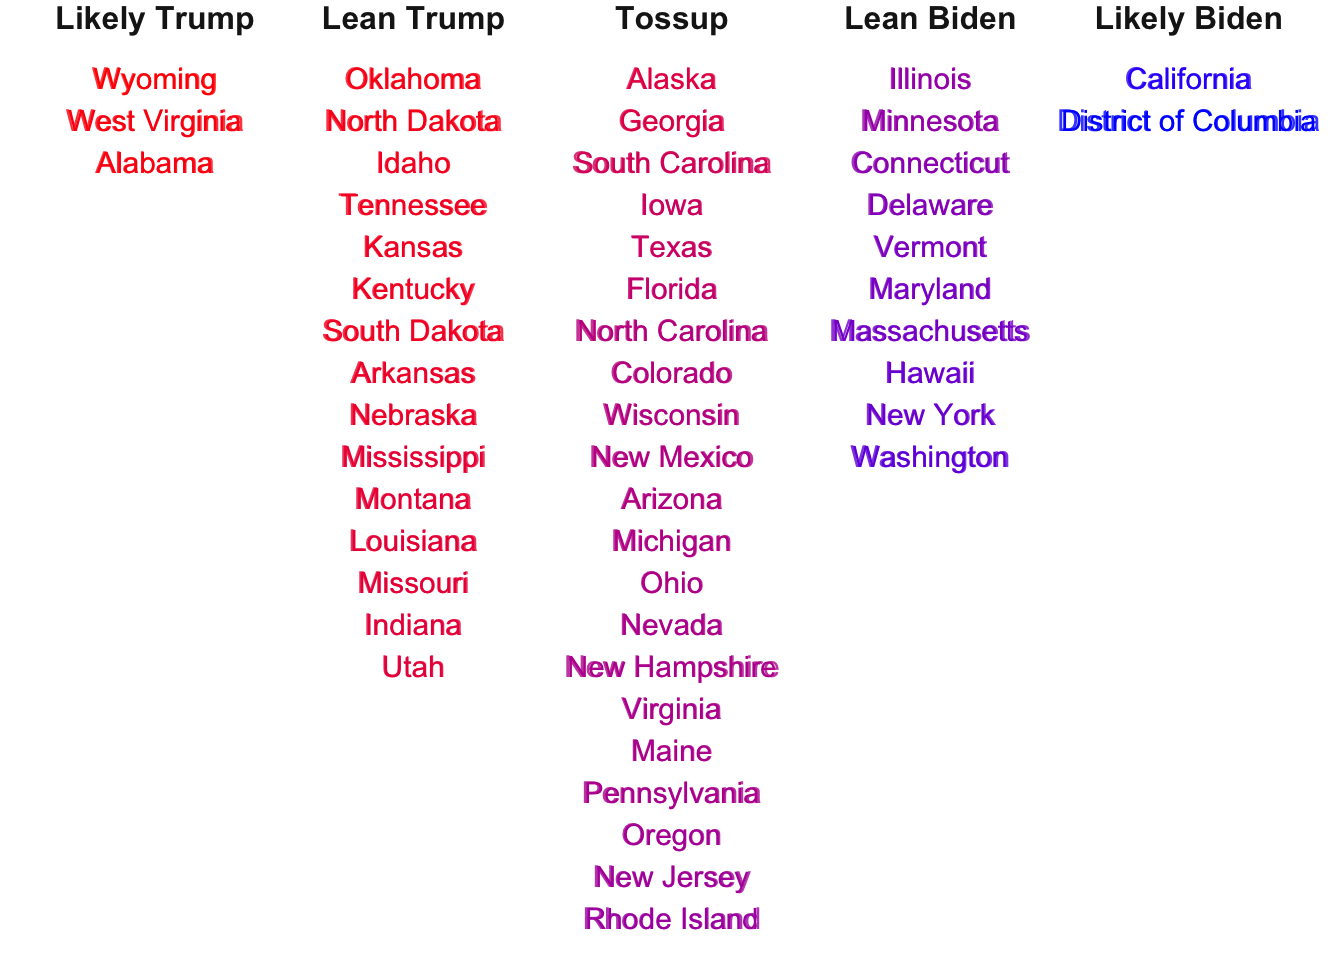 Likely Trump Lean Trump Tossup Lean Biden Likely Biden
Wyoming Oklahoma Alaska Illinois California
West Virginia North Dakota Georgia Minnesota District of Columbia
Alabama Idaho South Carolina Connecticut
Tennessee Iowa Delaware
Kansas Texas Vermont
Kentucky Florida Maryland
South Dakota North Carolina Massachusetts
Arkansas Colorado Hawaii
Nebraska Wisconsin New York
Mississippi New Mexico Washington
Montana Arizona
Louisiana Michigan
Missouri Ohio
Indiana Nevada
Utah New Hampshire
Virginia
Maine
Pennsylvania
Oregon
New Jersey
Rhode Island